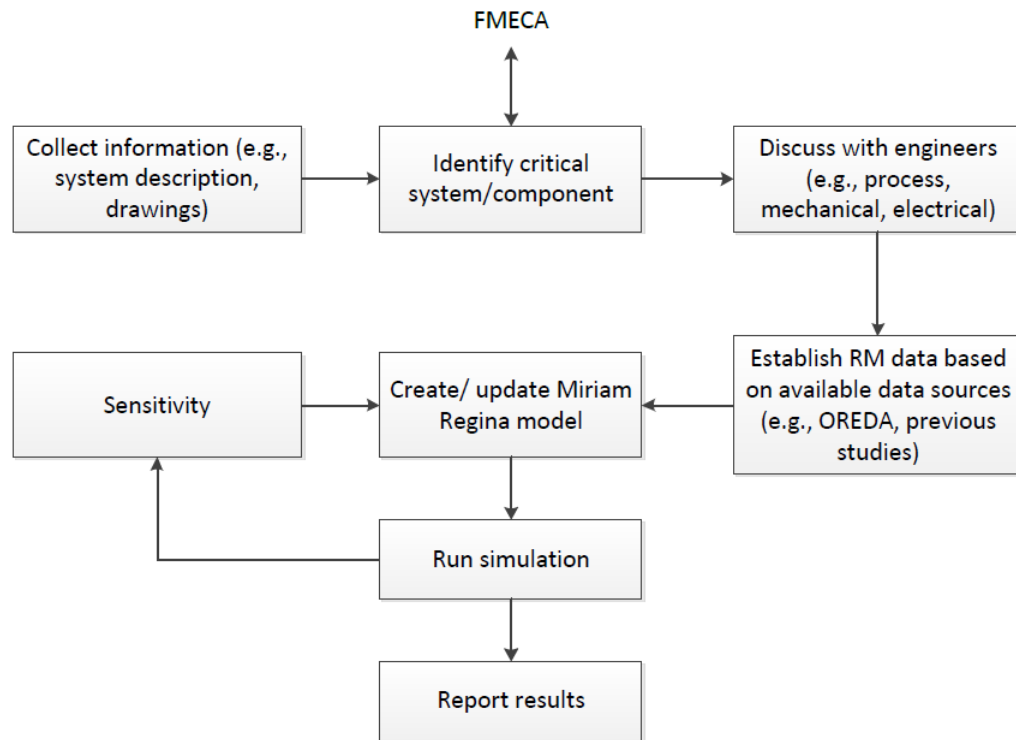 FMECA
Collect information (e.g.,
system description,
drawings)
Identify critical
system/component
Discuss with engineers
(e.g., process,
mechanical, electrical)
Establish RM data based
on available data sources
(e.g., OREDA, previous
studies)
Create/ update Miriam
Regina model
Sensitivity
Run simulation
Report results